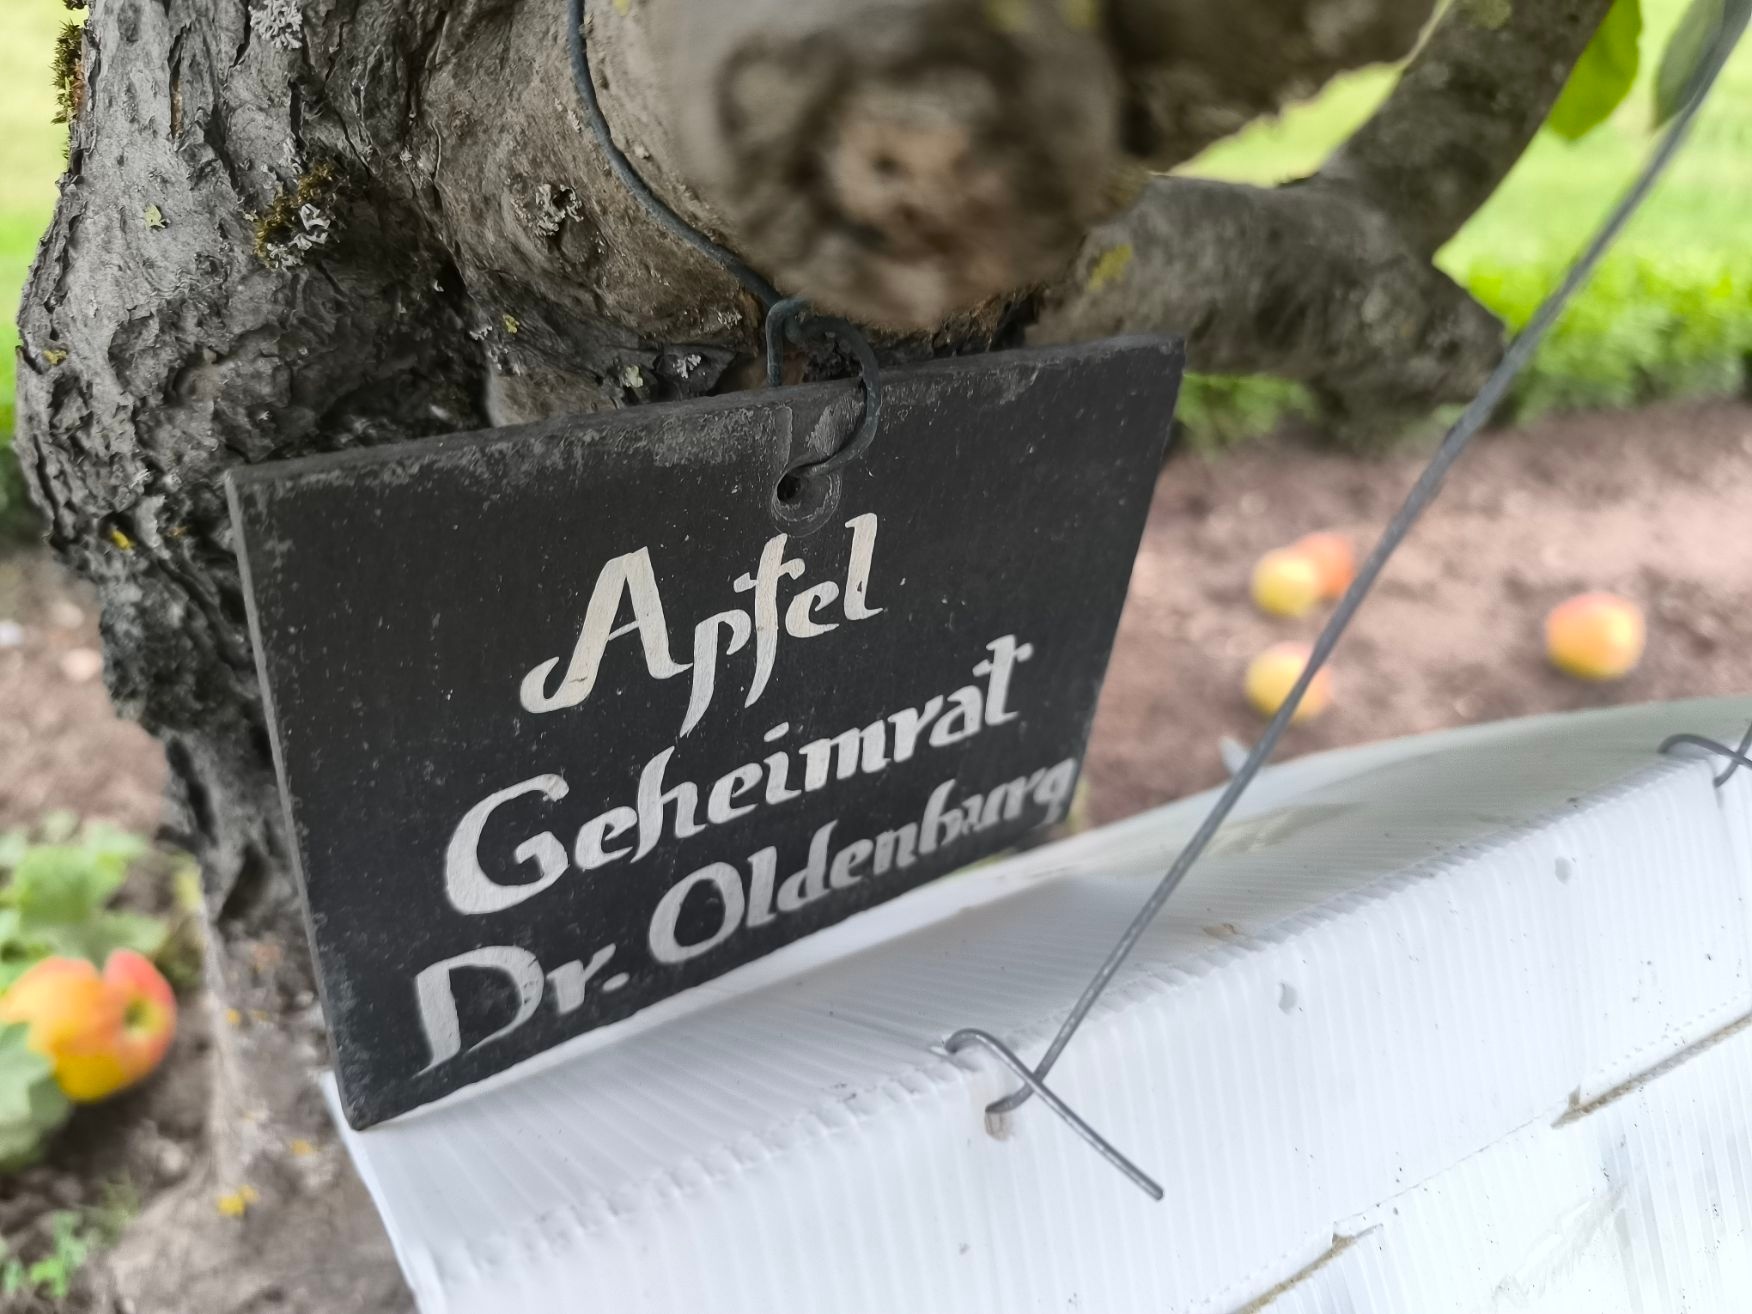 Apfel
Geheimrat
Dr. Oldenburg